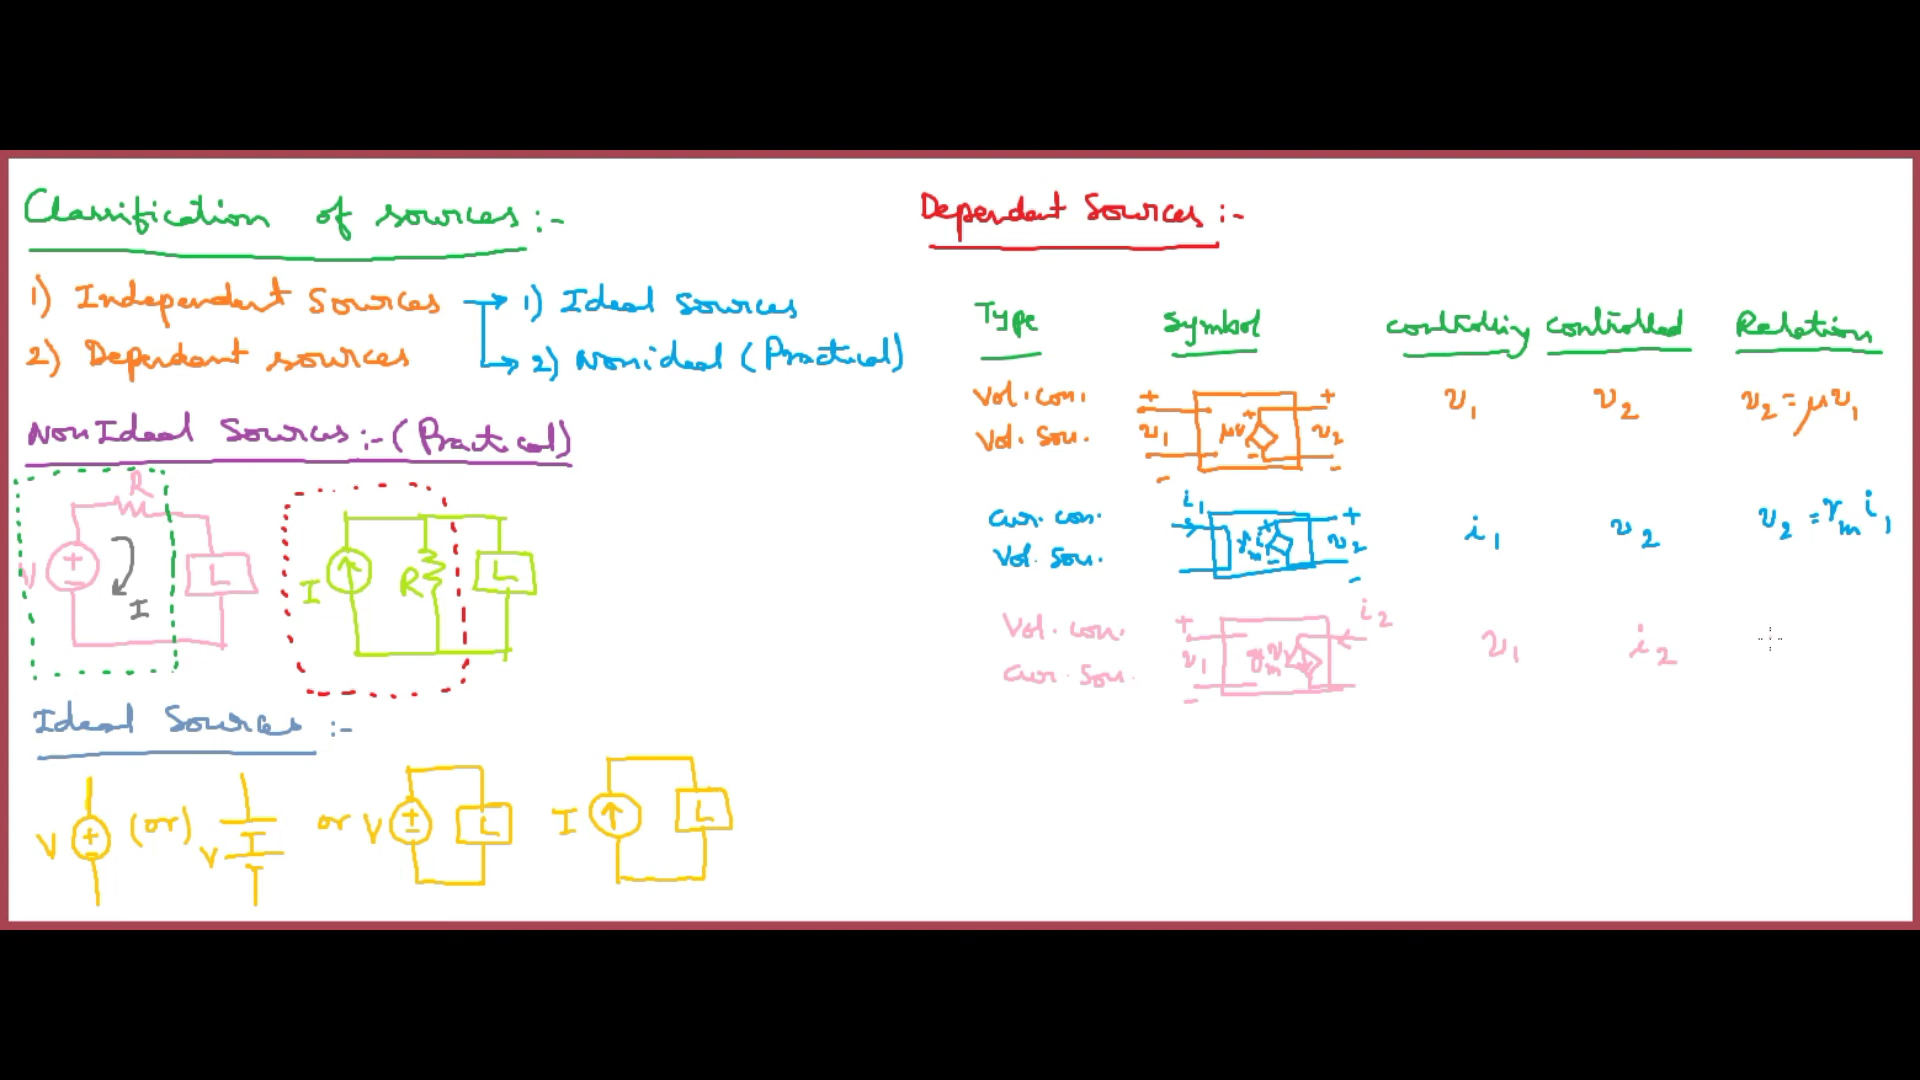 Classification of sources :-
1) Independent Sources → 1) Ideal sources
2) Dependant sources → 2) Nonideal (Practical)
Non Ideal Sources :- (Practical)
R
V + - I L
I R L
Ideal Sources :-
V + - (or) V or V + - L I L
Dependent Sources :-
Type Symbol controlling controlled Relation
Vol. con.
Vol. Sou.
+ v1 - μv1 + - + v2 -
v1 v2 v2 = μv1
Cur. con.
Vol. Sou.
i1 rm i1 + - + v2 -
i1 v2 v2 = rm i1
Vol. con.
Cur. Sou.
+ v1 - gm v1 i2
v1 i2